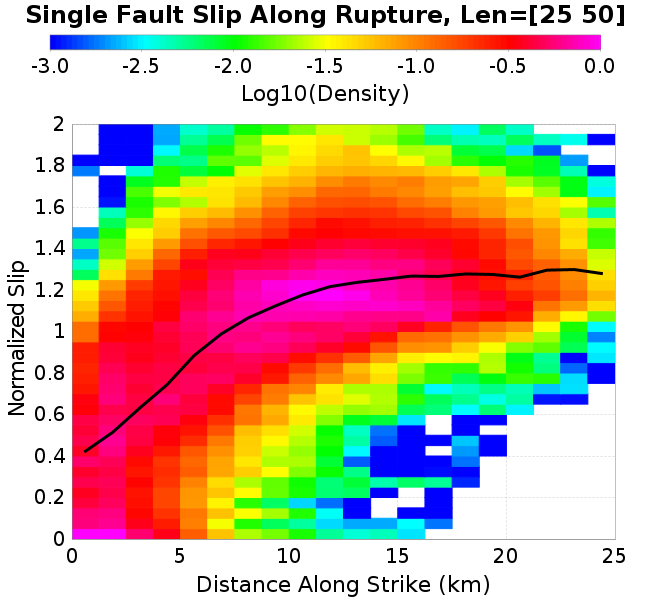 Single Fault Slip Along Rupture, Len=[25 50]
-3.0 -2.5 -2.0 -1.5 -1.0 -0.5 0.0
Log10(Density)
2
1.8
1.6
1.4
1.2
1
0.8
0.6
0.4
0.2
0
Normalized Slip
0 5 10 15 20 25
Distance Along Strike (km)